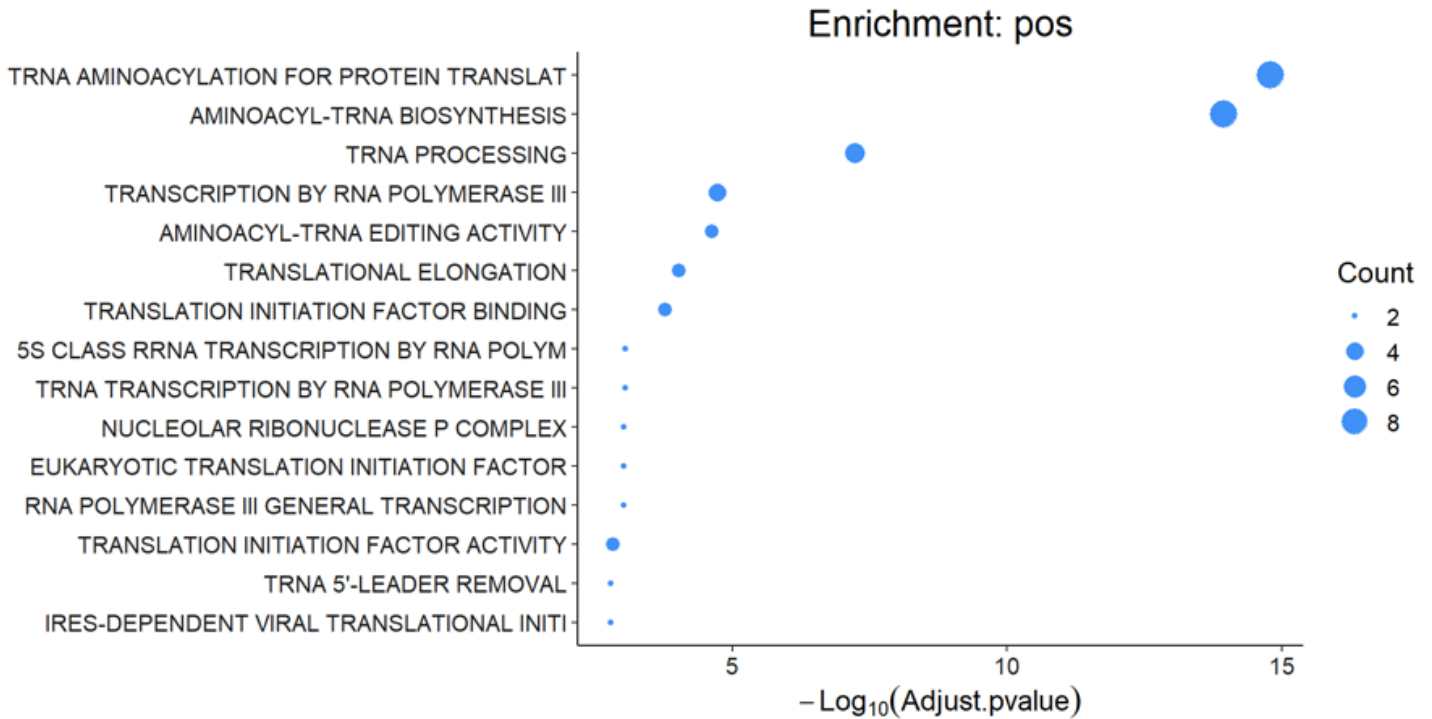 Enrichment: pos
TRNA AMINOACYLATION FOR PROTEIN TRANSLAT
AMINOACYL-TRNA BIOSYNTHESIS
TRNA PROCESSING
TRANSCRIPTION BY RNA POLYMERASE III
AMINOACYL-TRNA EDITING ACTIVITY
TRANSLATIONAL ELONGATION
TRANSLATION INITIATION FACTOR BINDING
5S CLASS RRNA TRANSCRIPTION BY RNA POLYM
TRNA TRANSCRIPTION BY RNA POLYMERASE III
NUCLEOLAR RIBONUCLEASE P COMPLEX
EUKARYOTIC TRANSLATION INITIATION FACTOR
RNA POLYMERASE III GENERAL TRANSCRIPTION
TRANSLATION INITIATION FACTOR ACTIVITY
TRNA 5'-LEADER REMOVAL
IRES-DEPENDENT VIRAL TRANSLATIONAL INITI
5 10 15
−Log₁₀(Adjust.pvalue)
Count
2
4
6
8